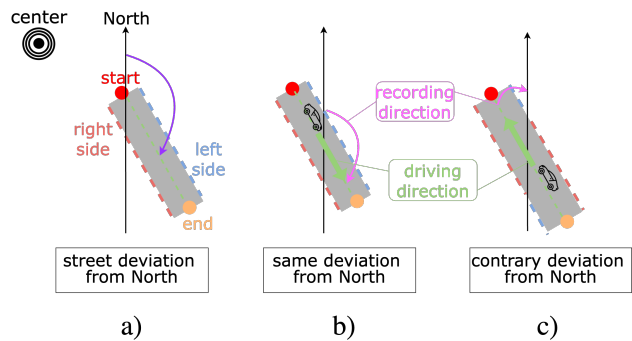 center
North
start
right
side
left
side
end
recording
direction
driving
direction
street deviation
from North
same deviation
from North
contrary deviation
from North
a)
b)
c)